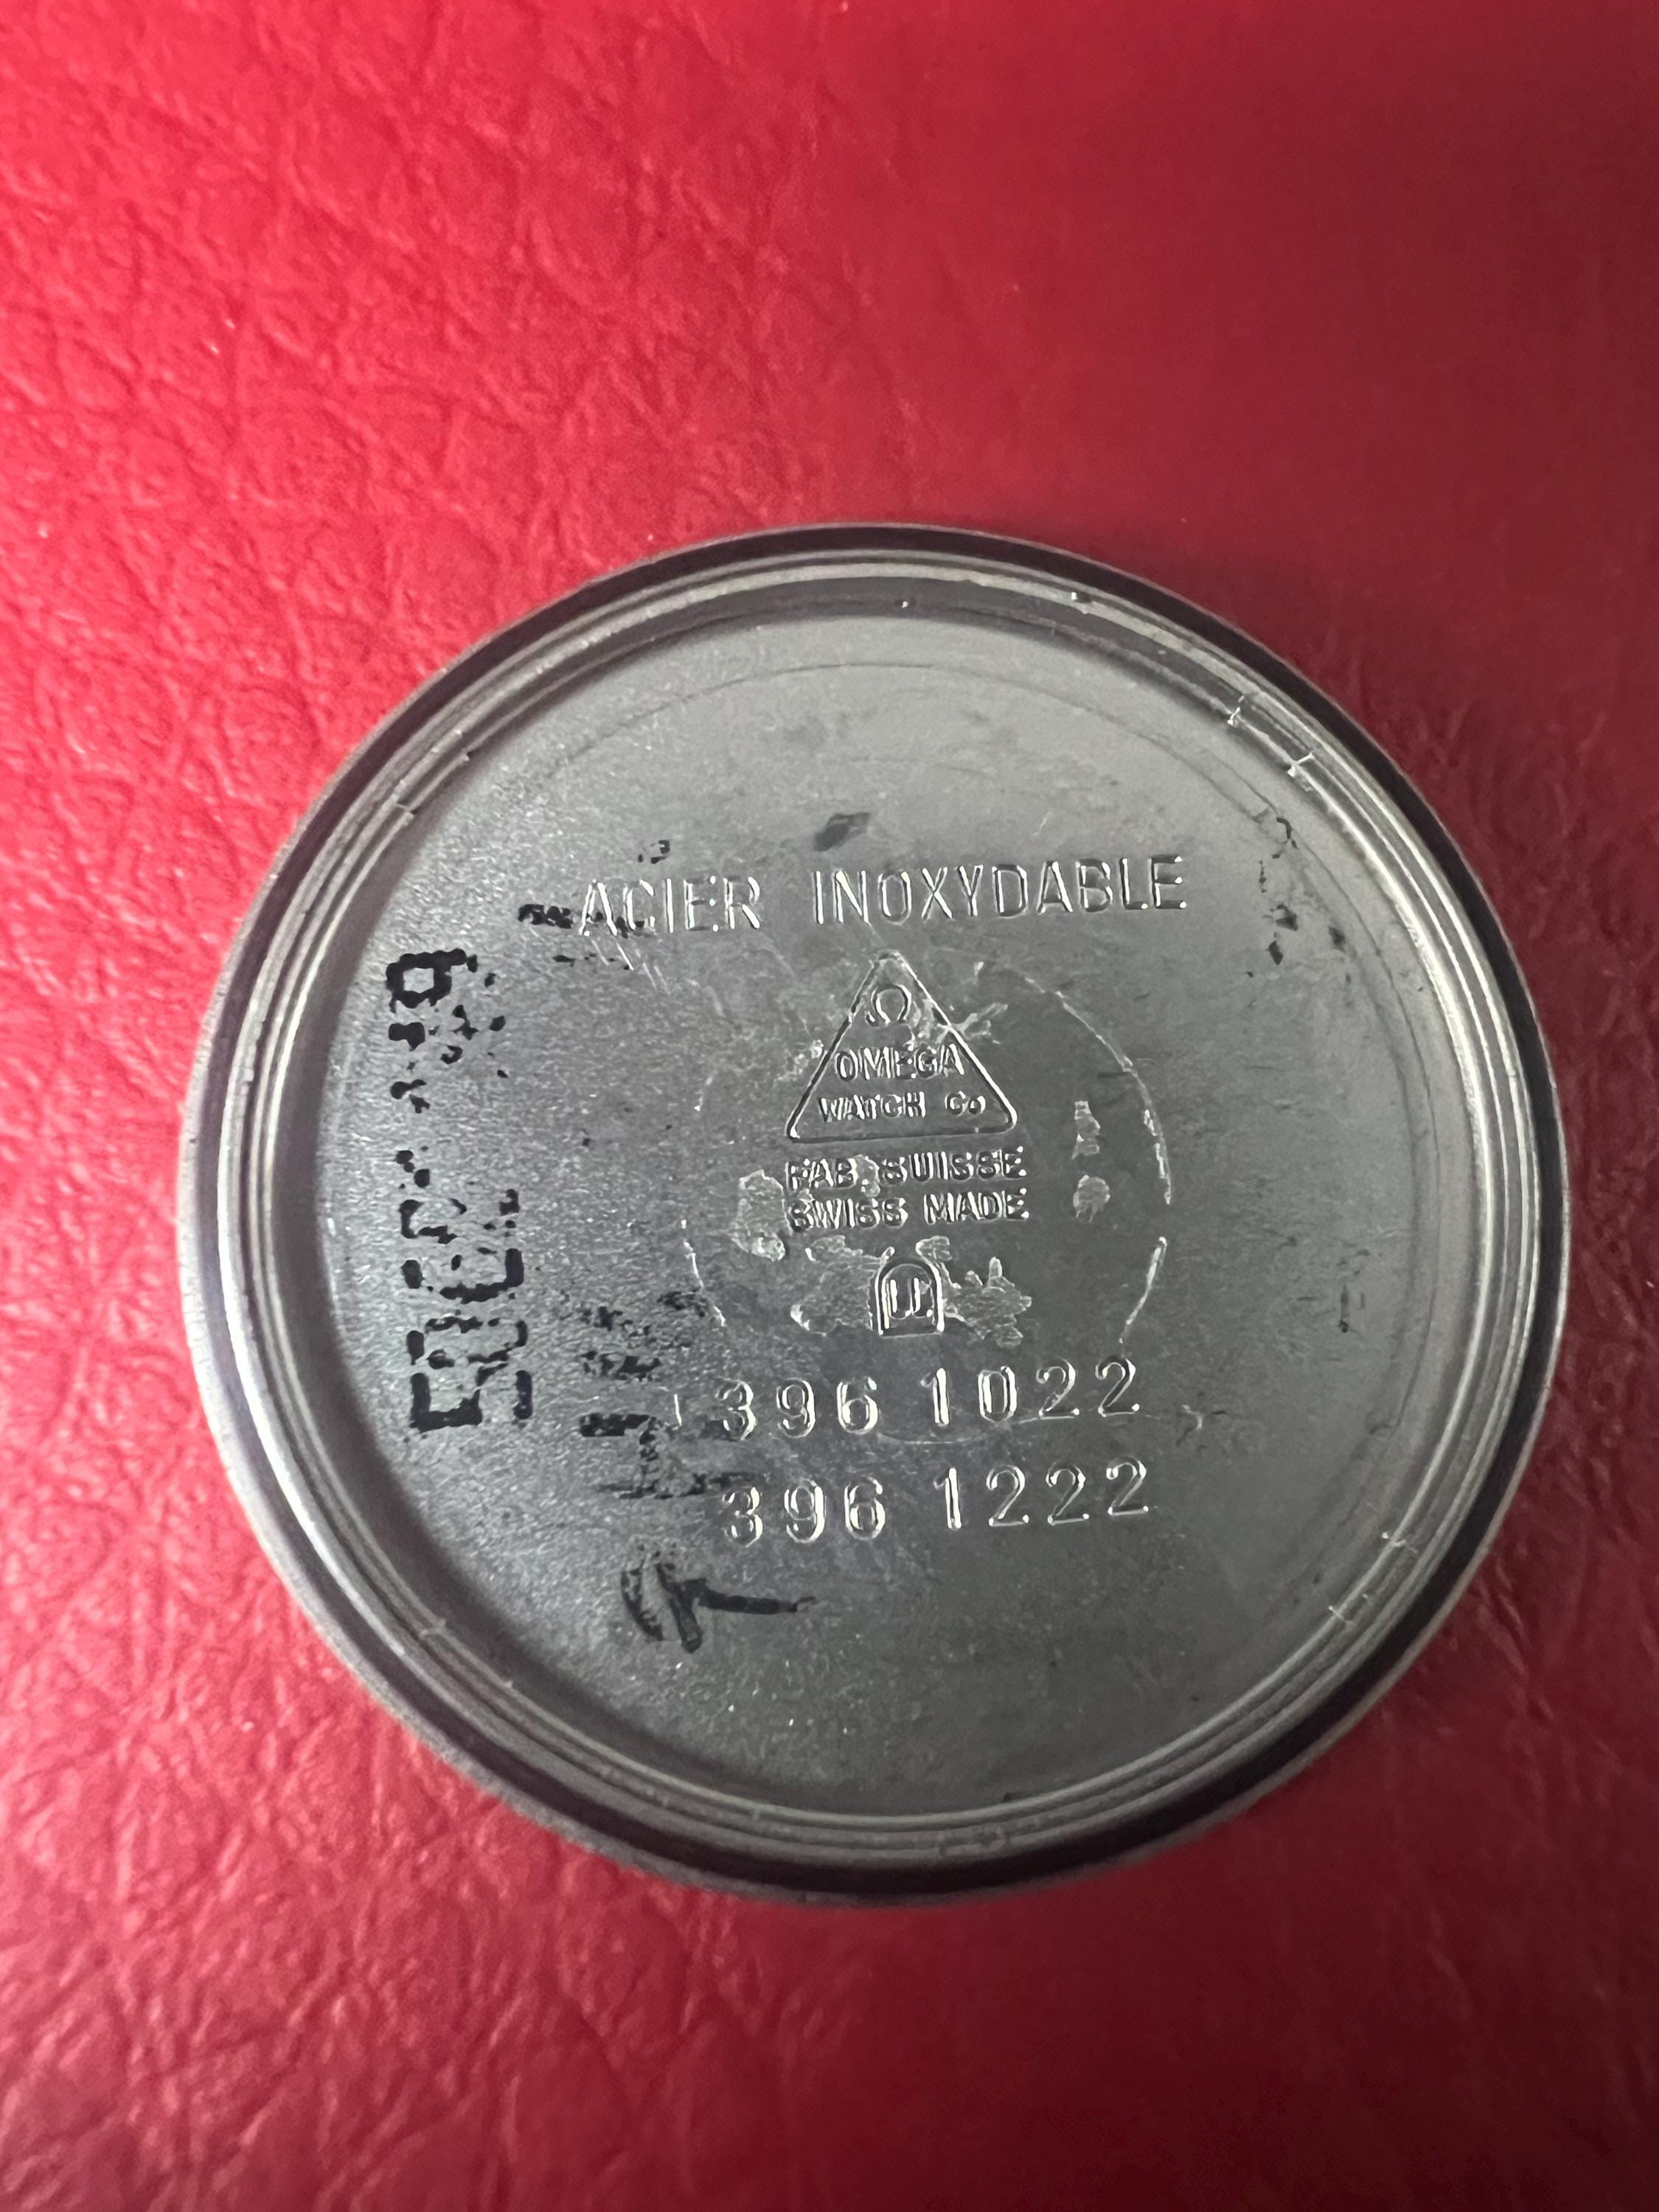 ACIER INOXYDABLE
Ω
OMEGA
WATCH Co
FAB. SUISSE
SWISS MADE
396 1022
396 1222